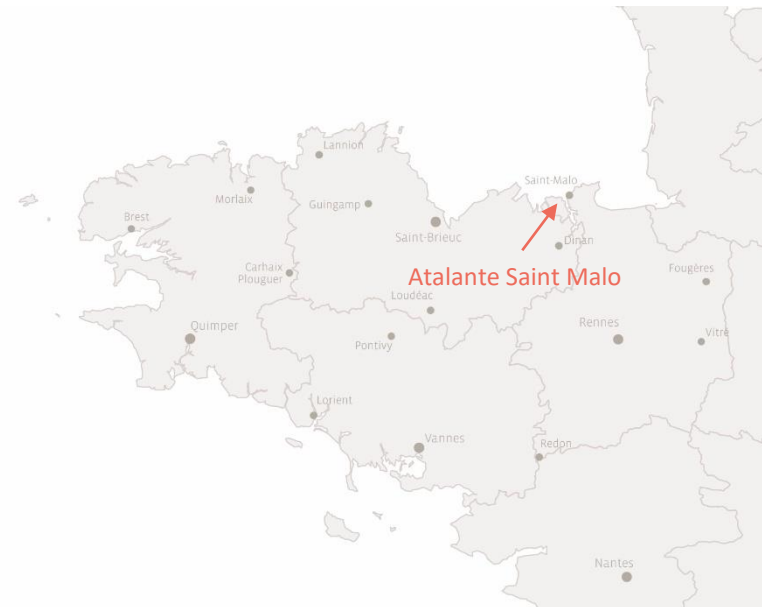 Lannion
Saint-Malo
Morlaix
Guingamp
Brest
Saint-Brieuc
Dinan
Carhaix
Plouguer
Atalante Saint Malo
Fougères
Loudéac
Quimper
Rennes
Pontivy
Vitré
Lorient
Vannes
Redon
Nantes